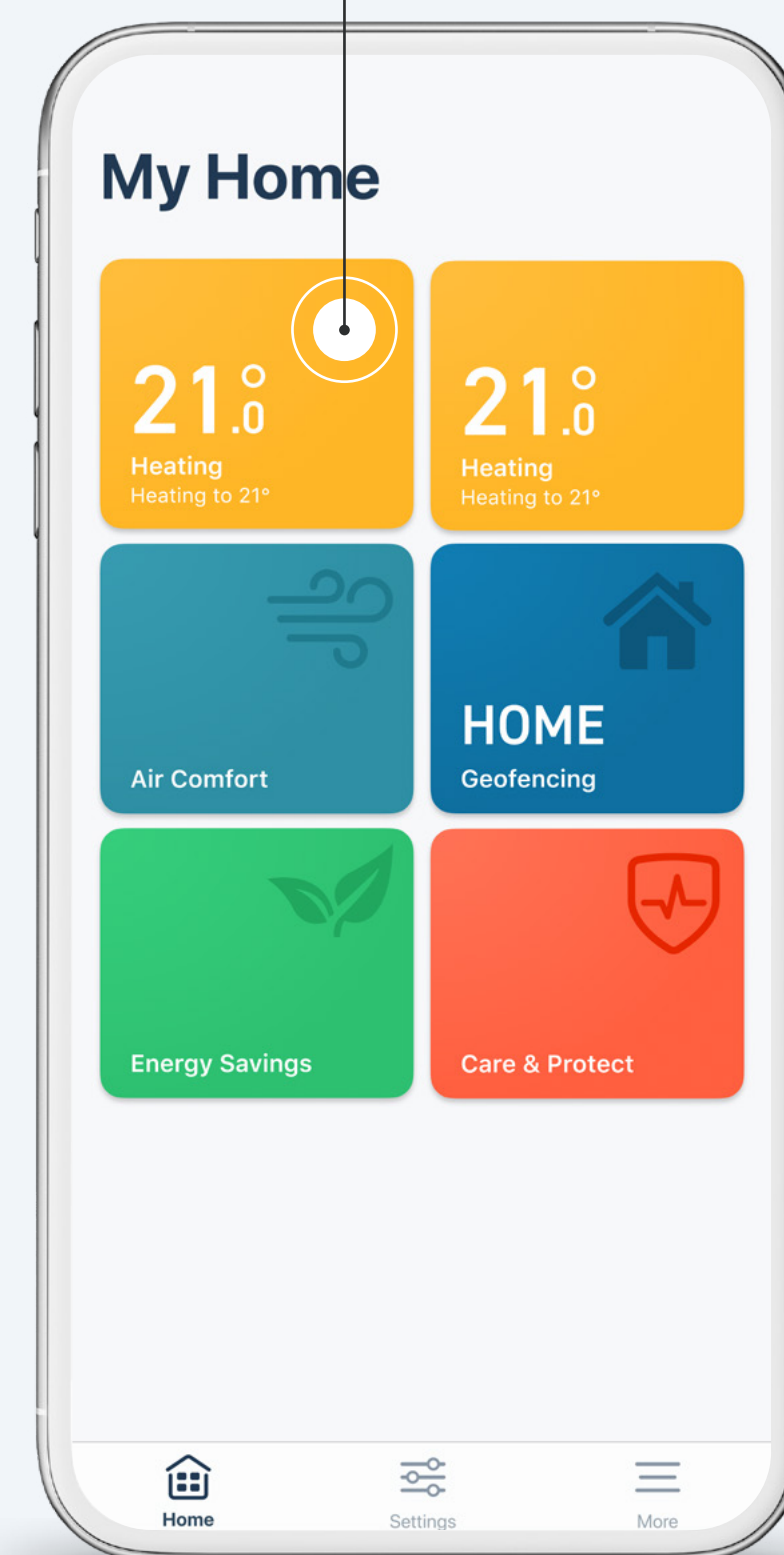 My Home
21.0°
Heating
Heating to 21°
21.0°
Heating
Heating to 21°
Air Comfort
HOME
Geofencing
Energy Savings
Care & Protect
Home
Settings
More